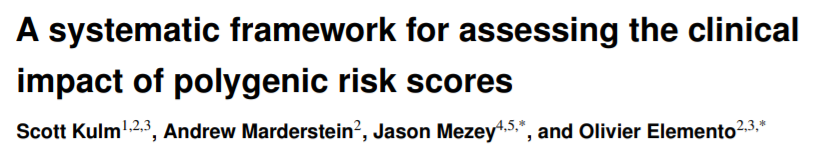 A systematic framework for assessing the clinical
impact of polygenic risk scores
Scott Kulm1,2,3, Andrew Marderstein2, Jason Mezey4,5,*, and Olivier Elemento2,3,*